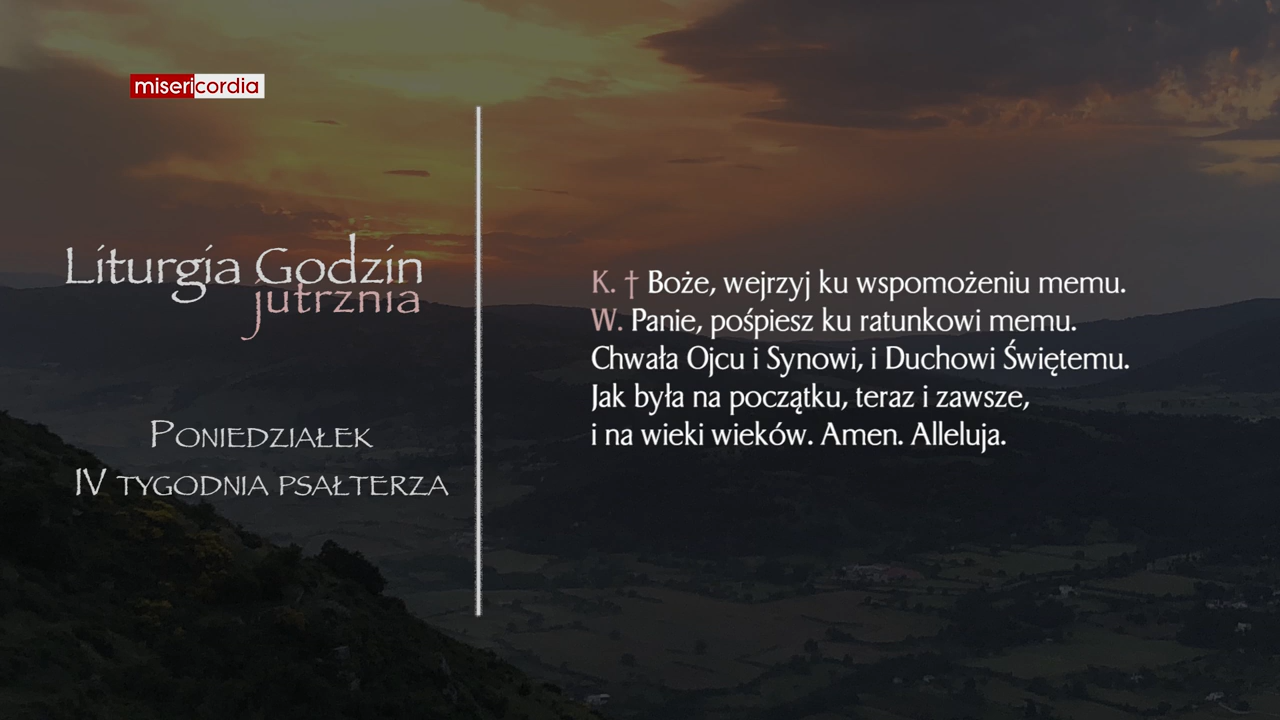 misericordia
Liturgia Godzin
jutrznia
Poniedziałek
IV tygodnia psałterza
K. † Boże, wejrzyj ku wspomożeniu memu.
W. Panie, pośpiesz ku ratunkowi memu.
Chwała Ojcu i Synowi, i Duchowi Świętemu.
Jak była na początku, teraz i zawsze,
i na wieki wieków. Amen. Alleluja.